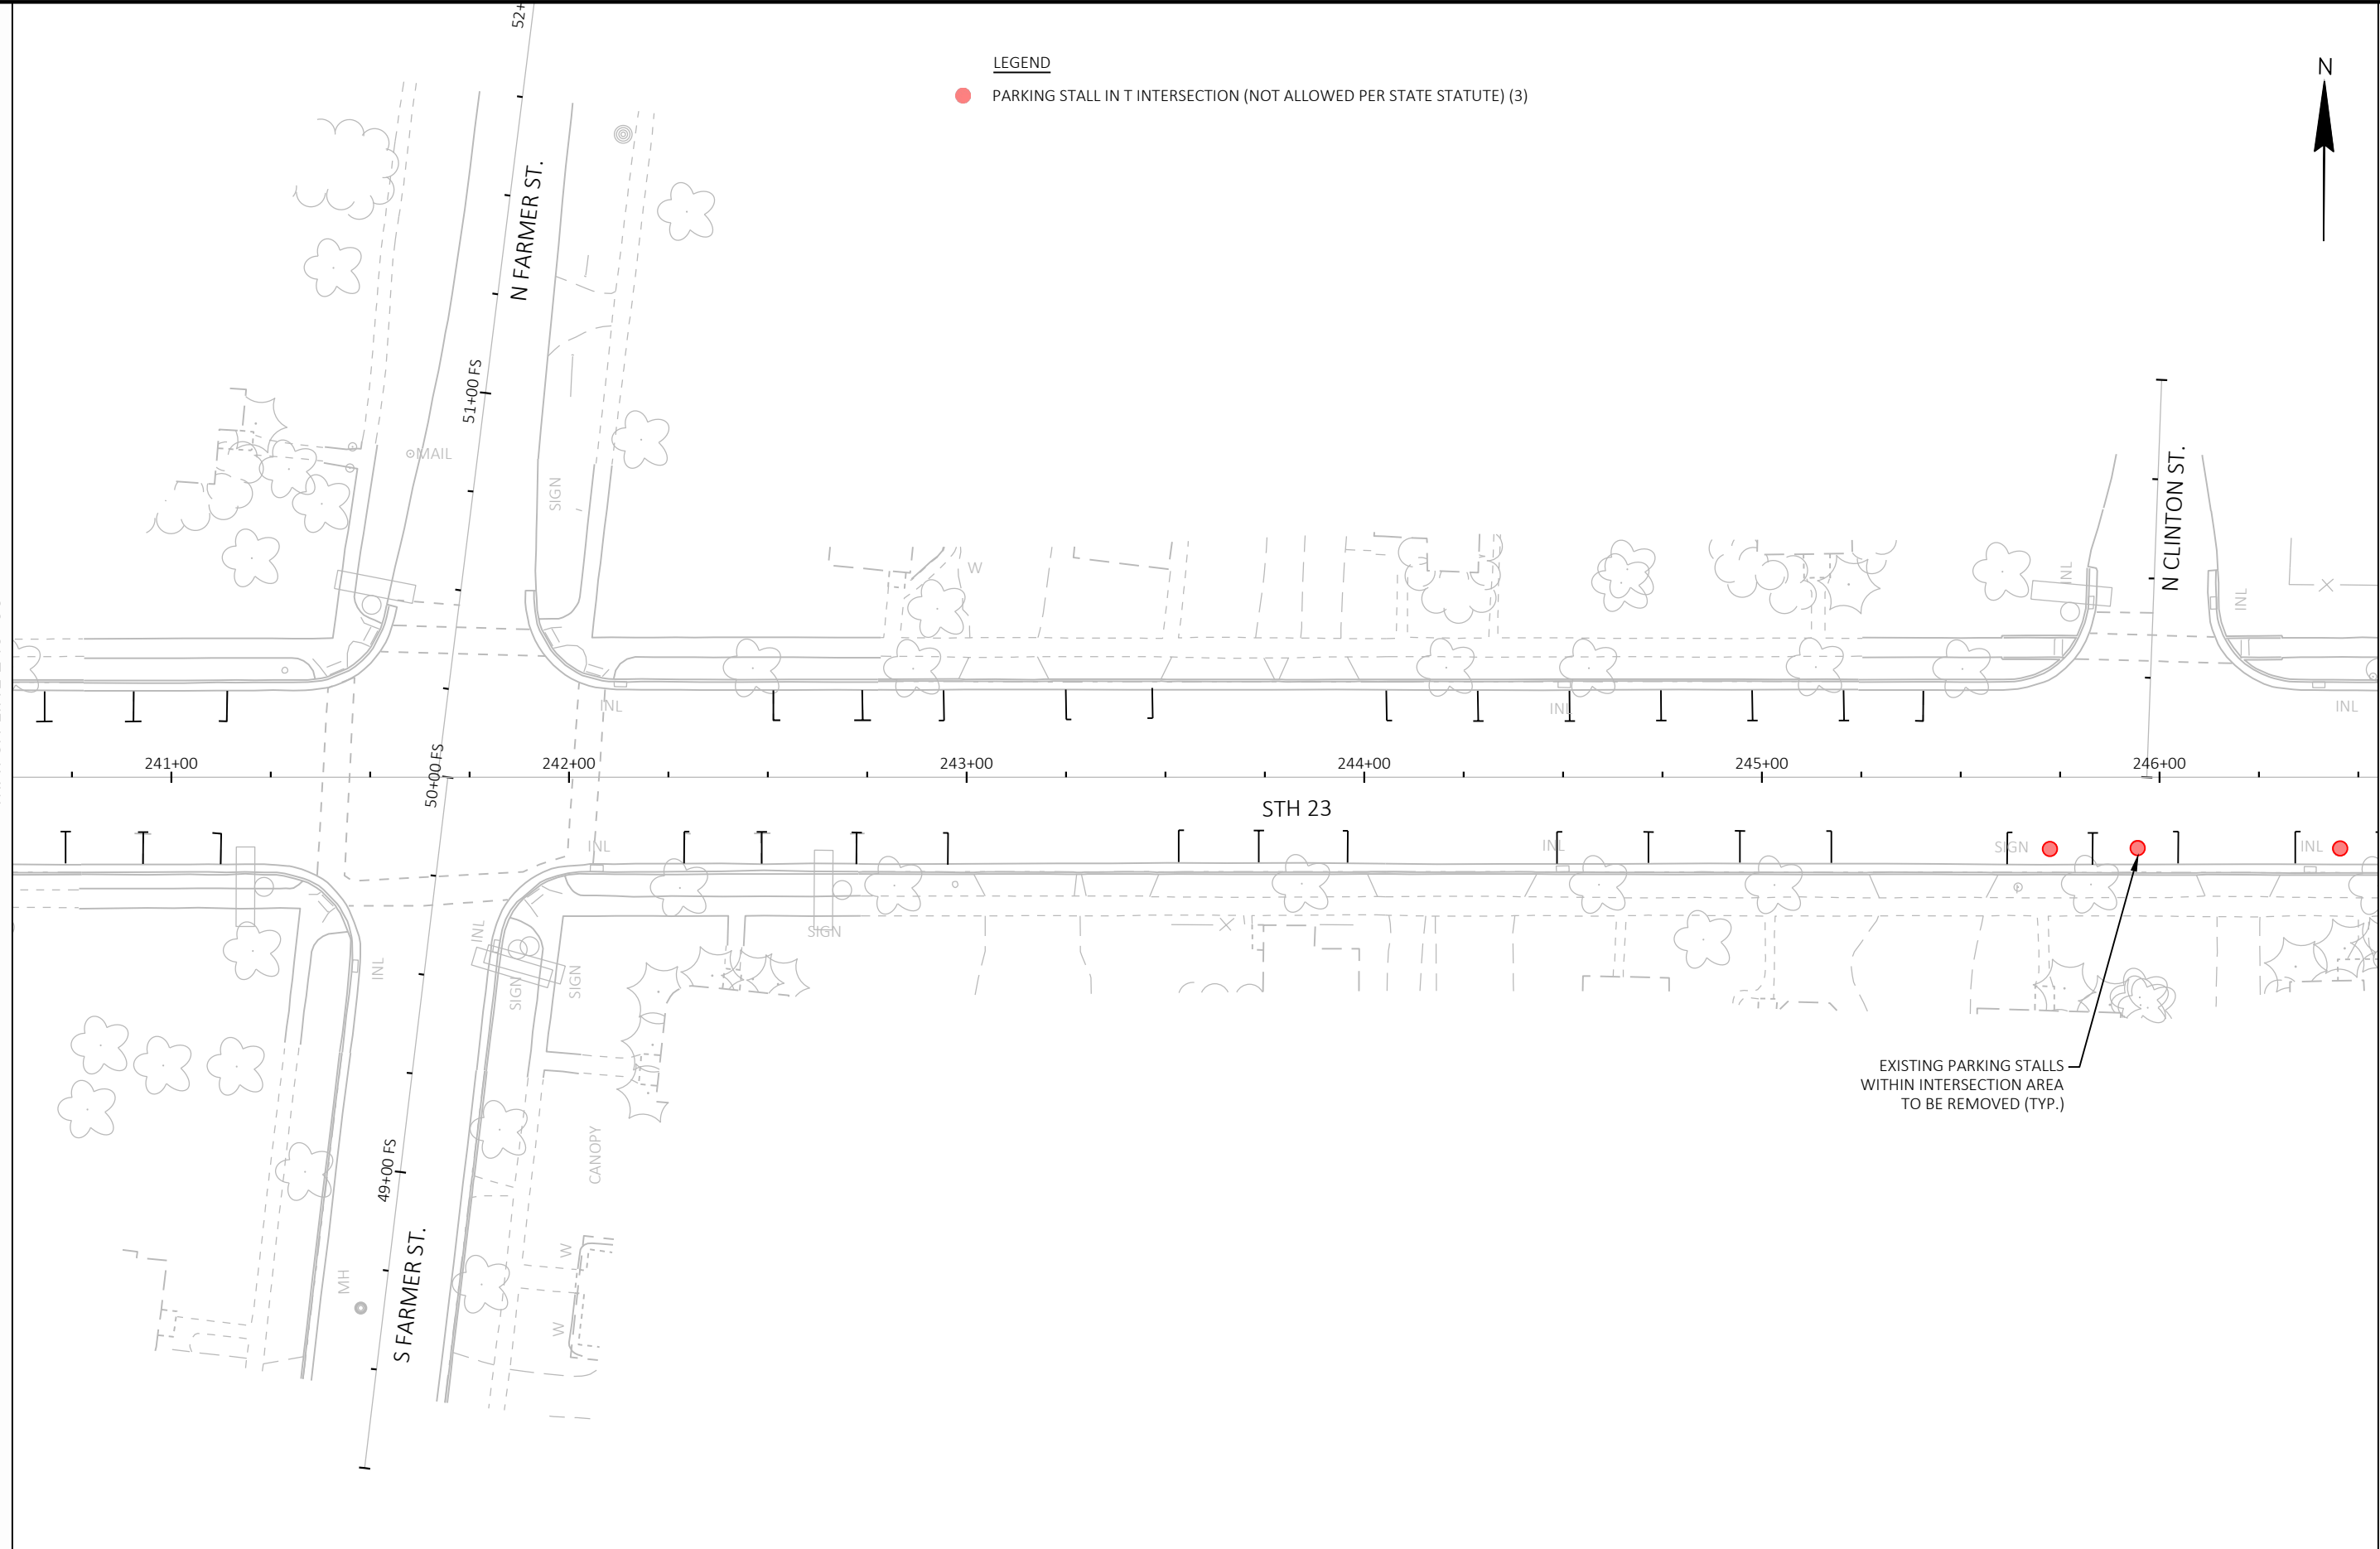 52+
LEGEND
PARKING STALL IN T INTERSECTION (NOT ALLOWED PER STATE STATUTE) (3)
N
N FARMER ST.
51+00 FS
MAIL
SIGN
N CLINTON ST.
W
INL
INL
INL
INL
INL
241+00
50+00 FS
242+00
243+00
244+00
245+00
246+00
STH 23
INL
INL
SIGN
INL
INL
SIGN
INL
SIGN
SIGN
EXISTING PARKING STALLS
WITHIN INTERSECTION AREA
TO BE REMOVED (TYP.)
CANOPY
49+00 FS
S FARMER ST.
MH
W
W